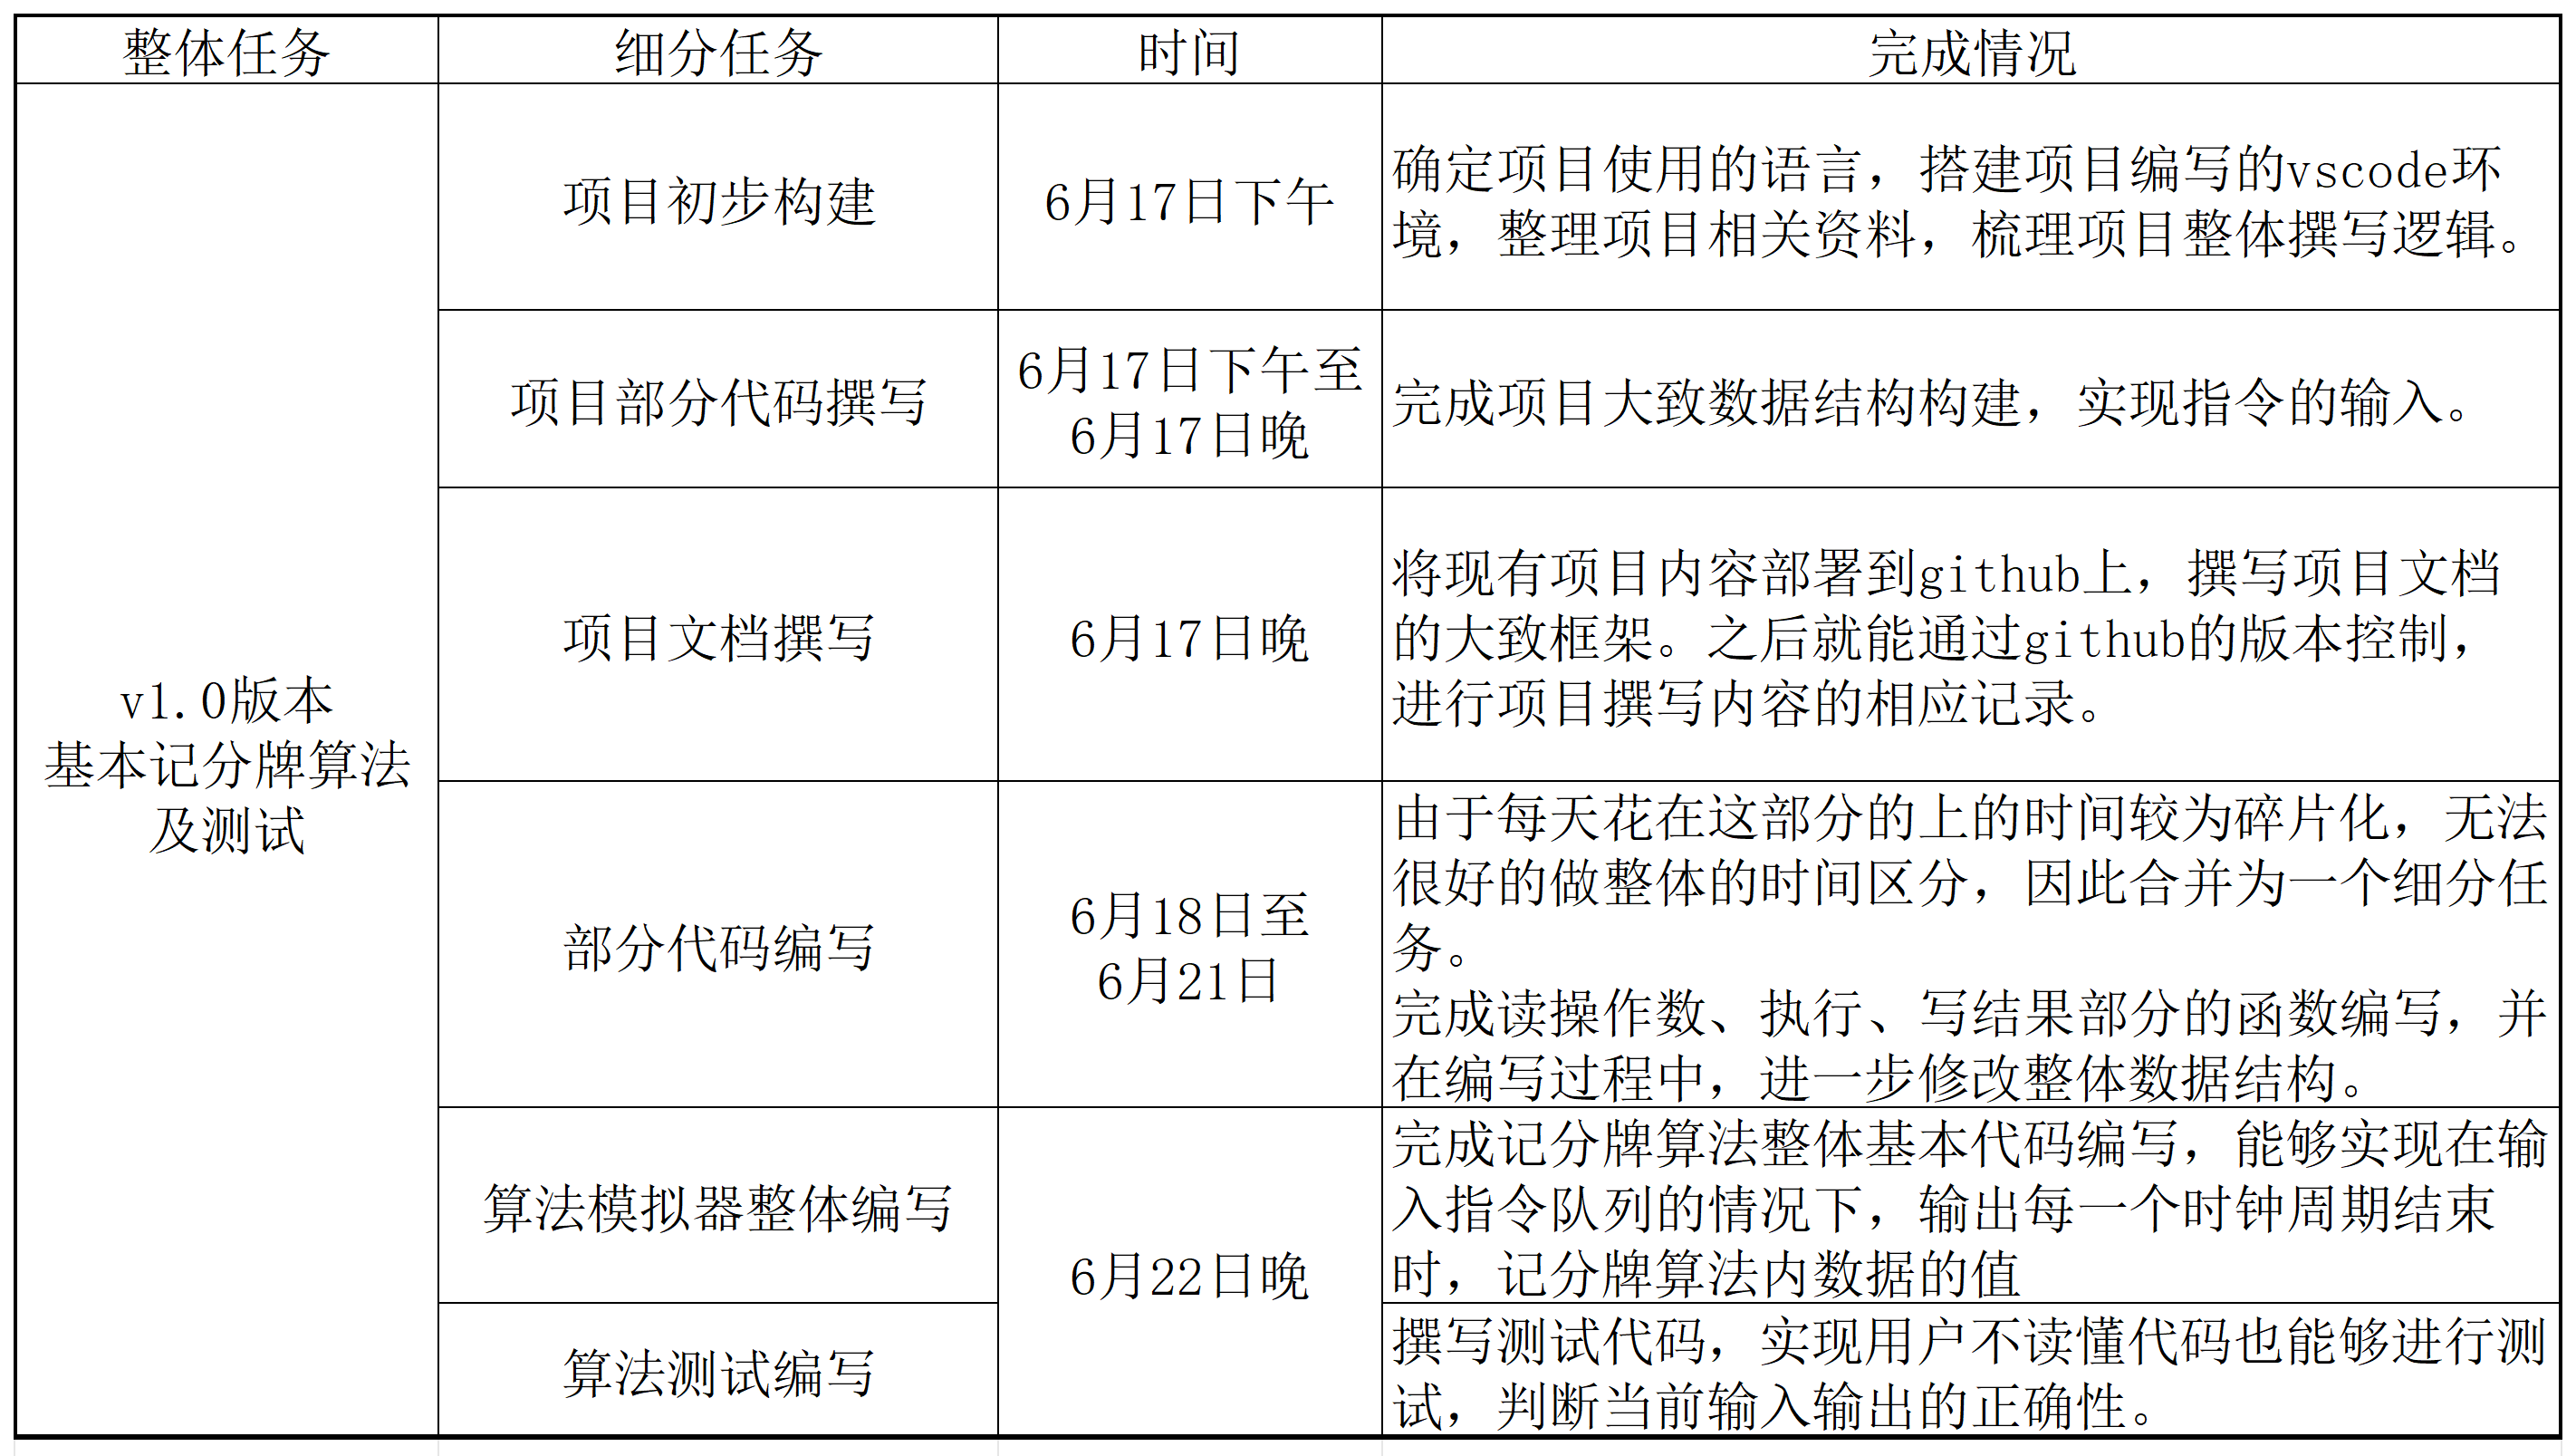 整体任务
细分任务
时间
完成情况
v1.0版本
基本记分牌算法
及测试
项目初步构建
6月17日下午
确定项目使用的语言，搭建项目编写的vscode环
境，整理项目相关资料，梳理项目整体撰写逻辑。
项目部分代码撰写
6月17日下午至
6月17日晚
完成项目大致数据结构构建，实现指令的输入。
项目文档撰写
6月17日晚
将现有项目内容部署到github上，撰写项目文档
的大致框架。之后就能通过github的版本控制，
进行项目撰写内容的相应记录。
部分代码编写
6月18日至
6月21日
由于每天花在这部分的上的时间较为碎片化，无法
很好的做整体的时间区分，因此合并为一个细分任
务。
完成读操作数、执行、写结果部分的函数编写，并
在编写过程中，进一步修改整体数据结构。
算法模拟器整体编写
6月22日晚
完成记分牌算法整体基本代码编写，能够实现在输
入指令队列的情况下，输出每一个时钟周期结束
时，记分牌算法内数据的值
算法测试编写
撰写测试代码，实现用户不读懂代码也能够进行测
试，判断当前输入输出的正确性。